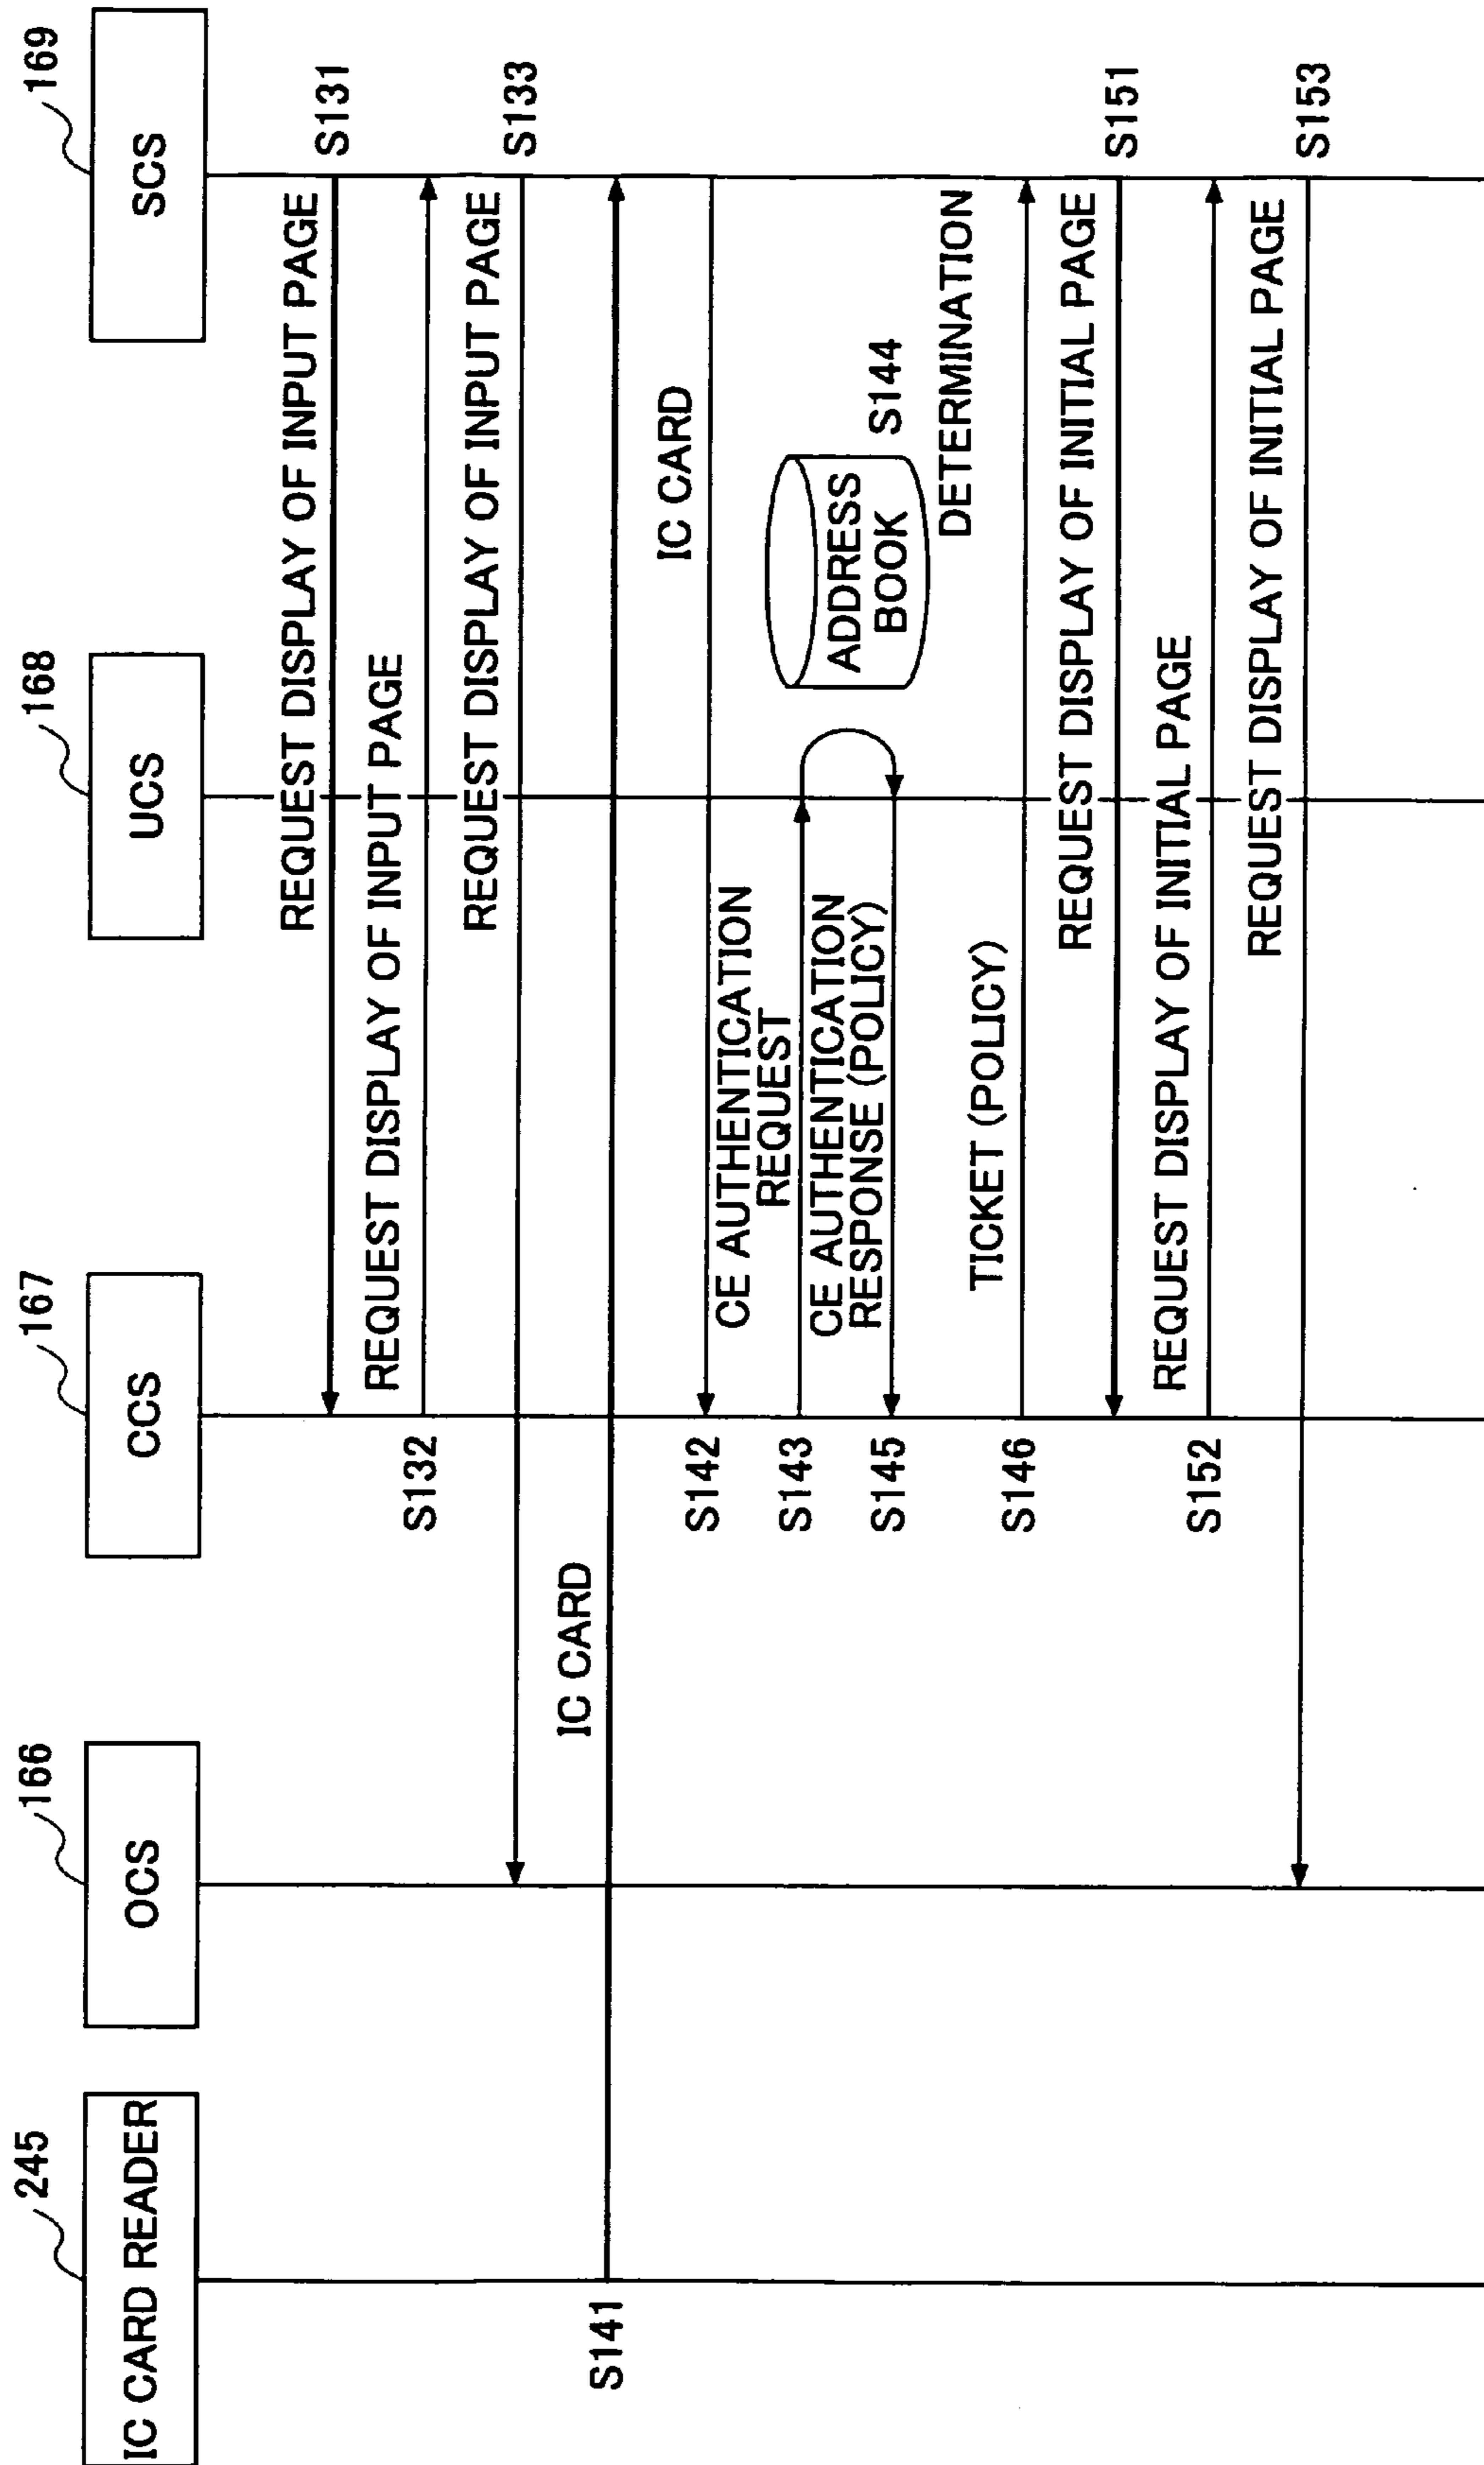 245
166
167
168
169
IC CARD READER
OCS
CCS
UCS
SCS
REQUEST DISPLAY OF INPUT PAGE
S131
REQUEST DISPLAY OF INPUT PAGE
S132
REQUEST DISPLAY OF INPUT PAGE
S133
IC CARD
S141
IC CARD
S142
CE AUTHENTICATION
REQUEST
S143
ADDRESS
BOOK
S144
CE AUTHENTICATION
RESPONSE (POLICY)
S145
DETERMINATION
TICKET (POLICY)
S146
REQUEST DISPLAY OF INITIAL PAGE
S151
REQUEST DISPLAY OF INITIAL PAGE
S152
REQUEST DISPLAY OF INITIAL PAGE
S153